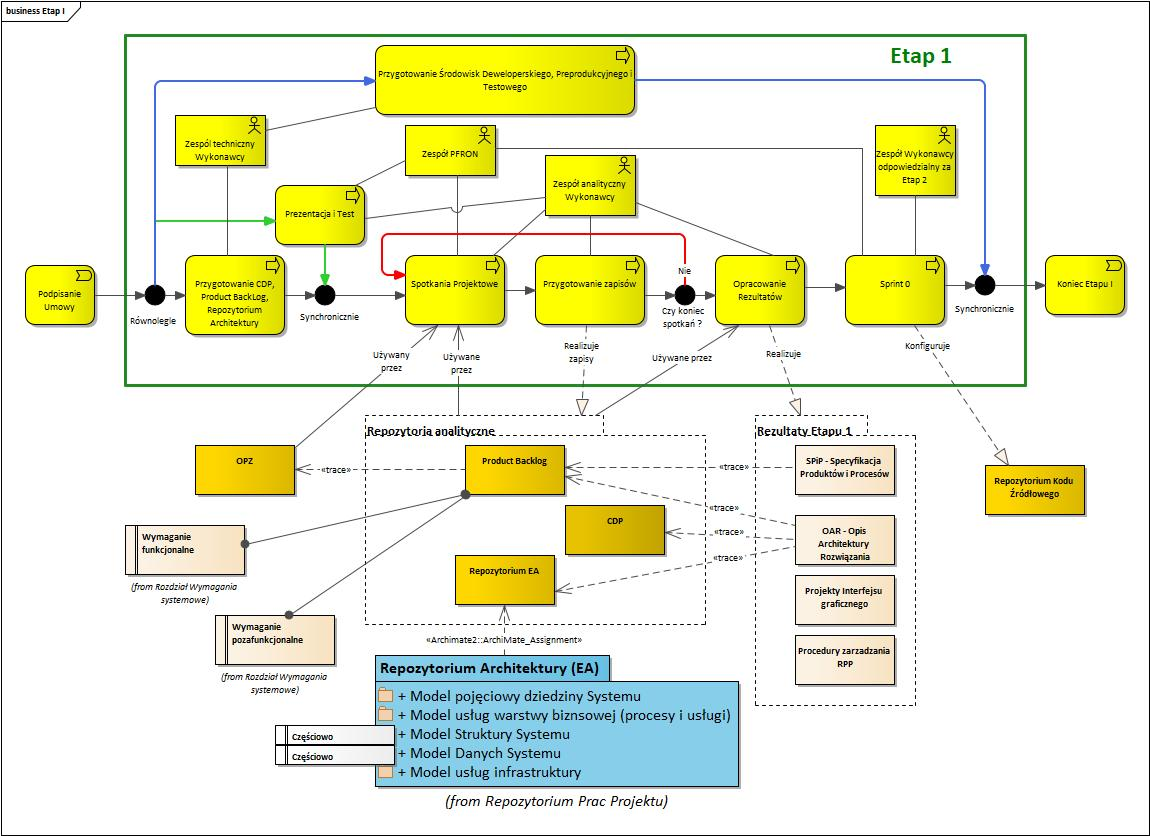 business Etap I
Etap 1
Przygotowanie Środowisk Deweloperskiego, Preprodukcyjnego i
Testowego
Zespół techniczny
Wykonawcy
Zespół PFRON
Zespół analityczny
Wykonawcy
Zespół Wykonawcy
odpowiedzialny za
Etap 2
Prezentacja i Test
Podpisanie
Umowy
Równolegle
Przygotowanie CDP,
Product BackLog,
Repozytorium
Architektury
Synchronicznie
Spotkania Projektowe
Przygotowanie zapisów
Nie
Czy koniec
spotkań ?
Opracowanie
Rezultatów
Sprint 0
Synchronicznie
Koniec Etapu I
Używany
przez
Używane
przez
Realizuje
zapisy
Używane przez
Realizuje
Konfiguruje
Repozytoria analityczne
Rezultaty Etapu 1
OPZ
«trace»
Product Backlog
«trace»
SPiP - Specyfikacja
Produktów i Procesów
Repozytorium Kodu
Źródłowego
«trace»
CDP
«trace»
OAR - Opis
Architektury
Rozwiązania
«trace»
Wymaganie
funkcjonalne
(from Rozdział Wymagania
systemowe)
Repozytorium EA
Projekty Interfejsu
graficznego
Wymaganie
pozafunkcjonalne
(from Rozdział Wymagania
systemowe)
«Archimate2::ArchiMate_Assignment»
Procedury zarzadzania
RPP
Repozytorium Architektury (EA)
+ Model pojęciowy dziedziny Systemu
+ Model usług warstwy biznsowej (procesy i usługi)
Częściowo
+ Model Struktury Systemu
Częściowo
+ Model Danych Systemu
+ Model usług infrastruktury
(from Repozytorium Prac Projektu)